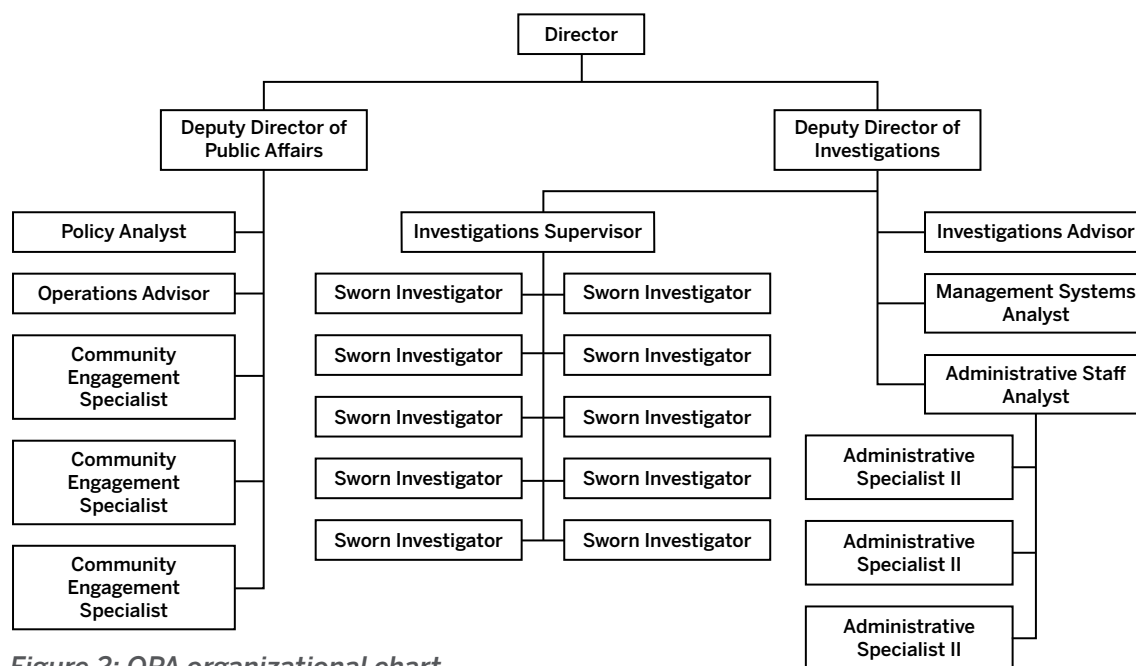 Director
Deputy Director of
Public Affairs
Deputy Director of
Investigations
Policy Analyst
Operations Advisor
Community
Engagement
Specialist
Community
Engagement
Specialist
Community
Engagement
Specialist
Investigations Supervisor
Sworn Investigator
Sworn Investigator
Sworn Investigator
Sworn Investigator
Sworn Investigator
Sworn Investigator
Sworn Investigator
Sworn Investigator
Sworn Investigator
Sworn Investigator
Investigations Advisor
Management Systems
Analyst
Administrative Staff
Analyst
Administrative
Specialist II
Administrative
Specialist II
Administrative
Specialist II
Figure 2: OPA organizational chart